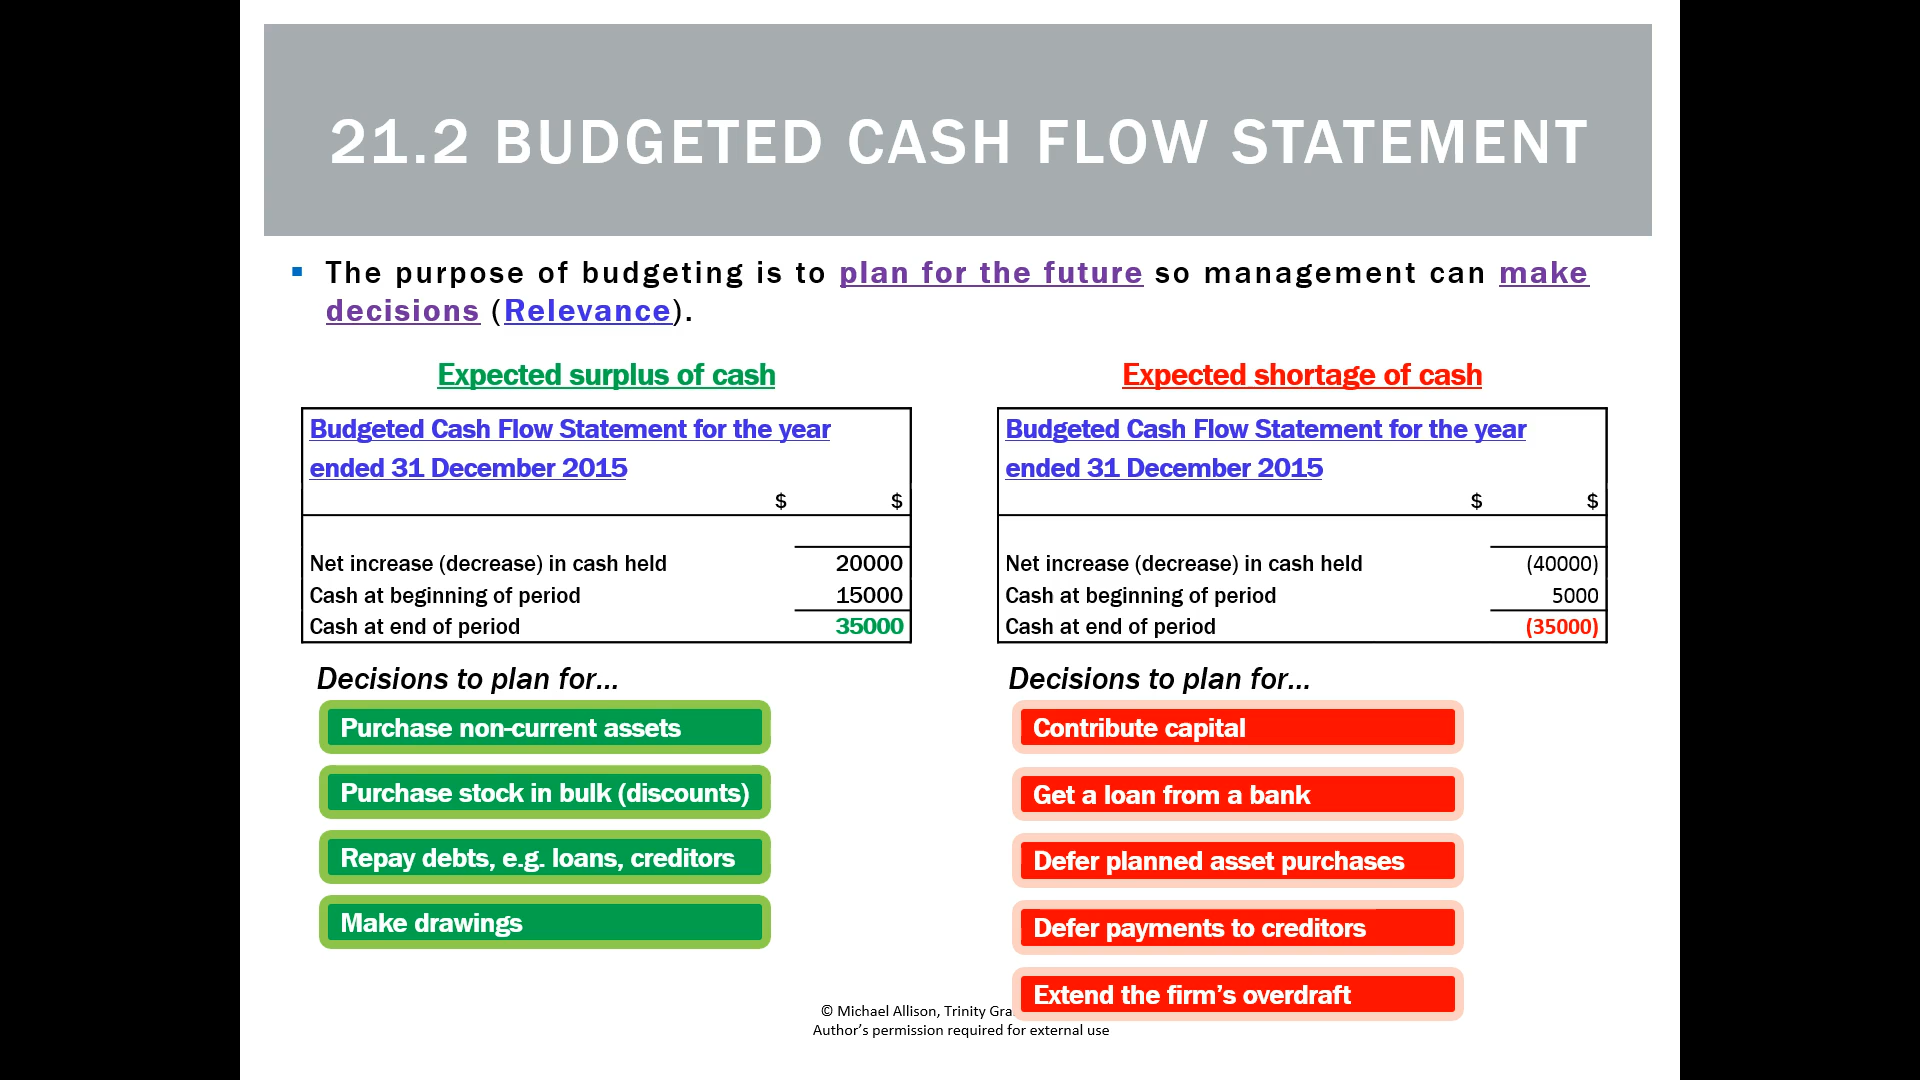 21.2 BUDGETED CASH FLOW STATEMENT
▪ The purpose of budgeting is to plan for the future so management can make
decisions (Relevance).
Expected surplus of cash
Budgeted Cash Flow Statement for the year
ended 31 December 2015
$ $
Net increase (decrease) in cash held 20000
Cash at beginning of period 15000
Cash at end of period 35000
Decisions to plan for...
Purchase non-current assets
Purchase stock in bulk (discounts)
Repay debts, e.g. loans, creditors
Make drawings
Expected shortage of cash
Budgeted Cash Flow Statement for the year
ended 31 December 2015
$ $
Net increase (decrease) in cash held (40000)
Cash at beginning of period 5000
Cash at end of period (35000)
Decisions to plan for...
Contribute capital
Get a loan from a bank
Defer planned asset purchases
Defer payments to creditors
Extend the firm’s overdraft
© Michael Allison, Trinity
Author’s permission required for external use